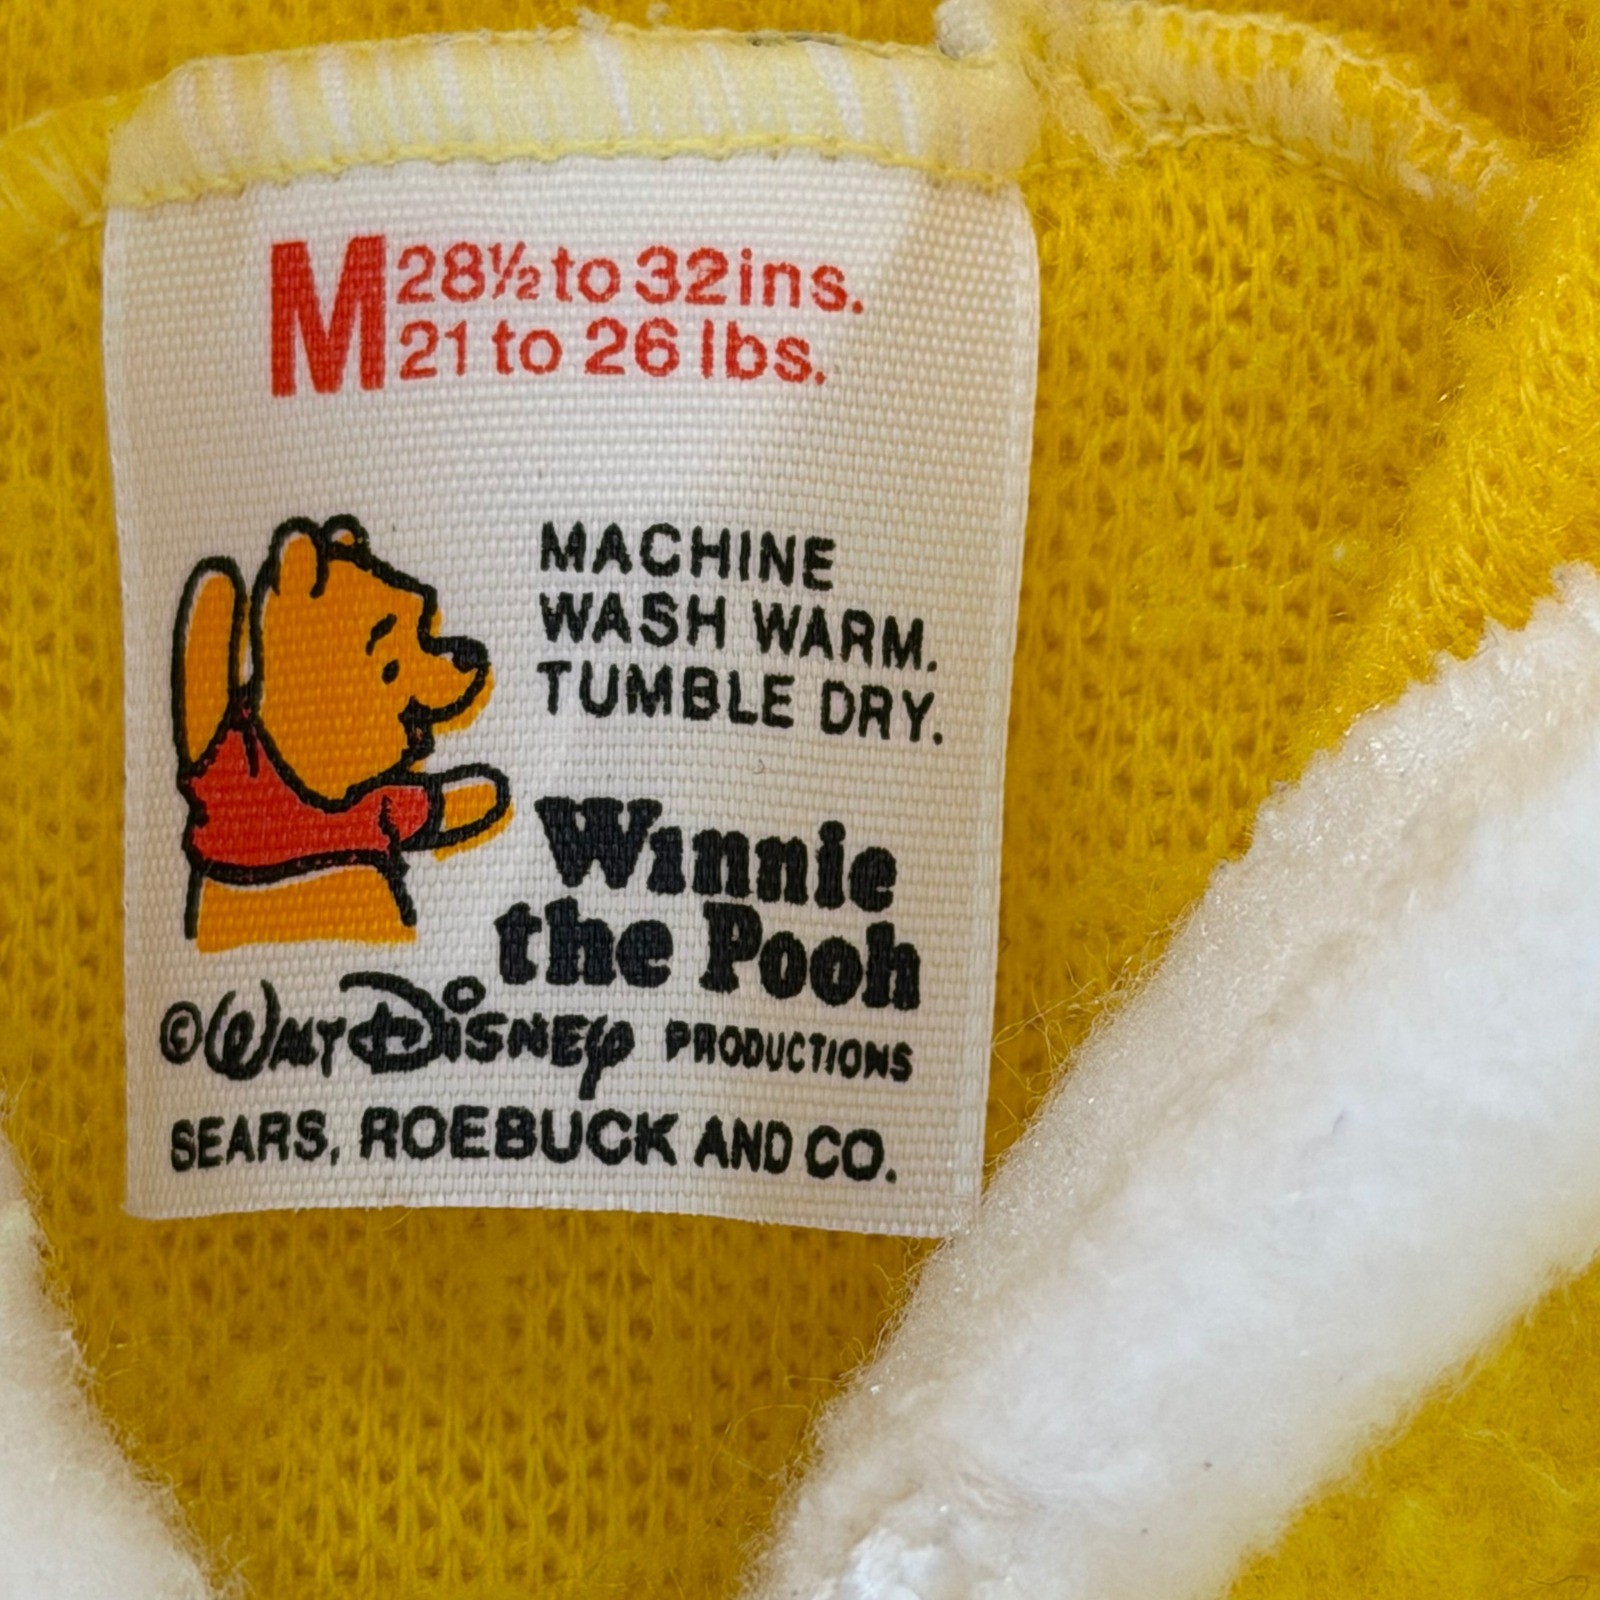 M 28½ to 32 ins.
21 to 26 lbs.
MACHINE
WASH WARM.
TUMBLE DRY.
Winnie
the Pooh
© WALT DISNEY PRODUCTIONS
SEARS, ROEBUCK AND CO.